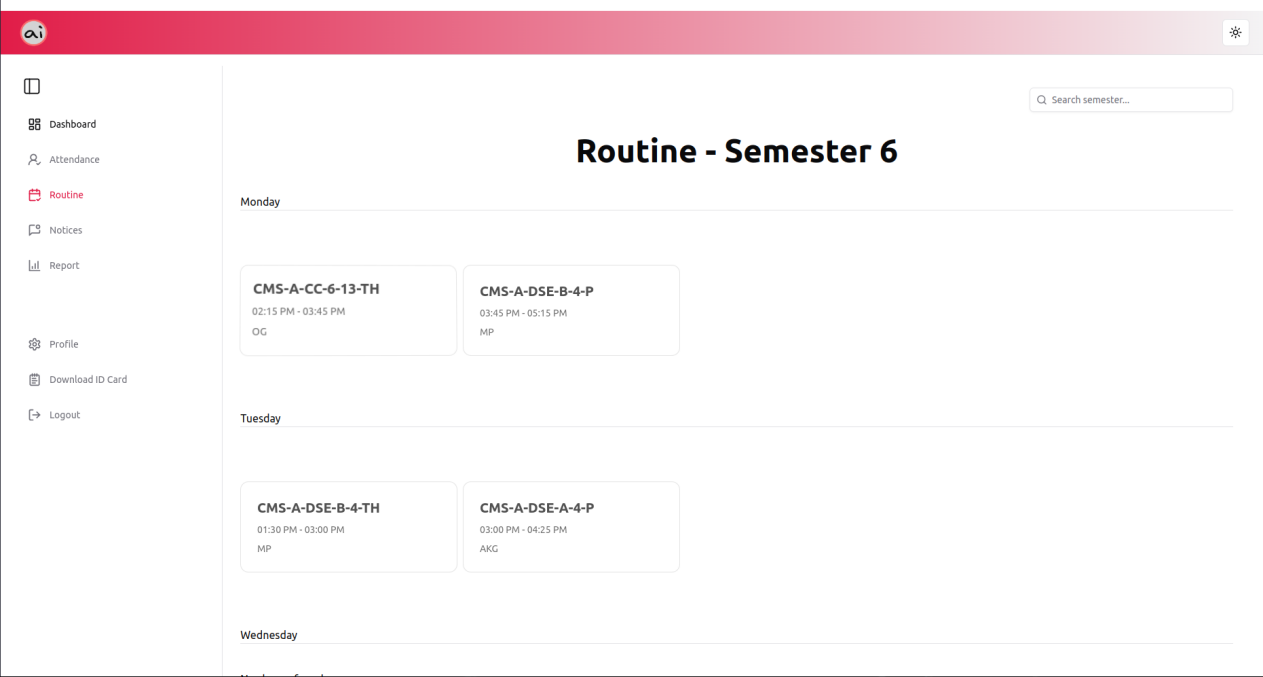 ai
Search semester...
Dashboard
Attendance
Routine
Notices
Report
Profile
Download ID Card
Logout
Routine - Semester 6
Monday
CMS-A-CC-6-13-TH
02:15 PM - 03:45 PM
OG
CMS-A-DSE-B-4-P
03:45 PM - 05:15 PM
MP
Tuesday
CMS-A-DSE-B-4-TH
01:30 PM - 03:00 PM
MP
CMS-A-DSE-A-4-P
03:00 PM - 04:25 PM
AKG
Wednesday